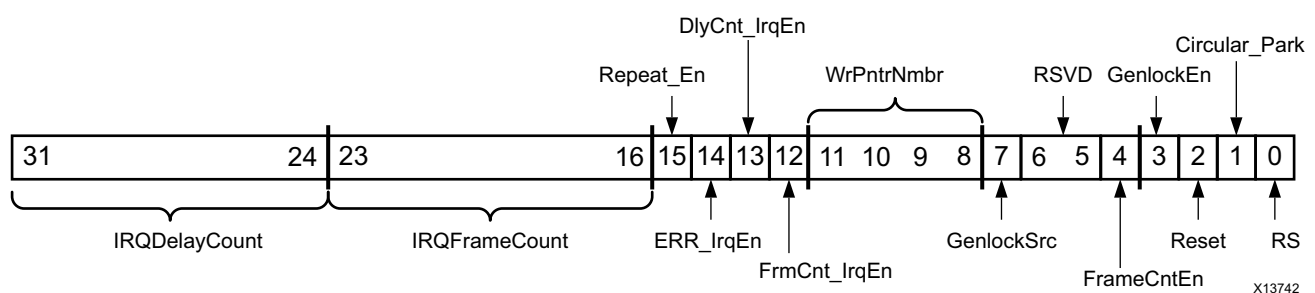 DlyCnt_IrqEn
Circular_Park
Repeat_En WrPntrNmbr RSVD GenlockEn
31 24 23 16 15 14 13 12 11 10 9 8 7 6 5 4 3 2 1 0
IRQDelayCount IRQFrameCount ERR_IrqEn GenlockSrc Reset RS
FrmCnt_IrqEn FrameCntEn
X13742